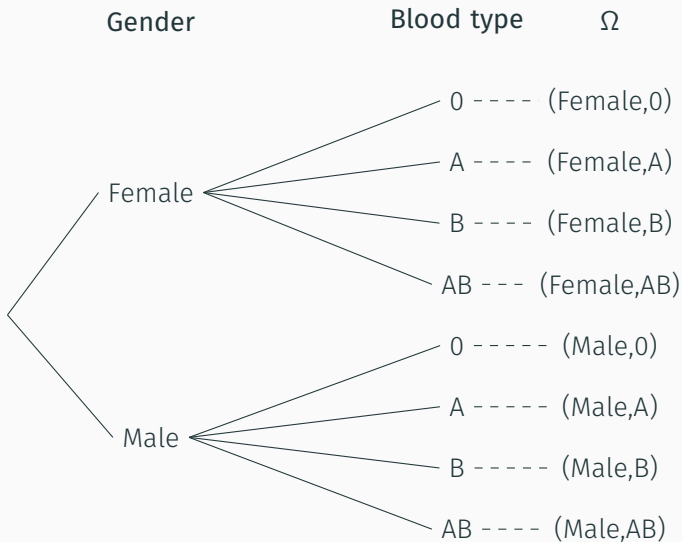 Gender Blood type Ω
0 (Female,0)
A (Female,A)
Female
B (Female,B)
AB (Female,AB)
0 (Male,0)
A (Male,A)
Male
B (Male,B)
AB (Male,AB)